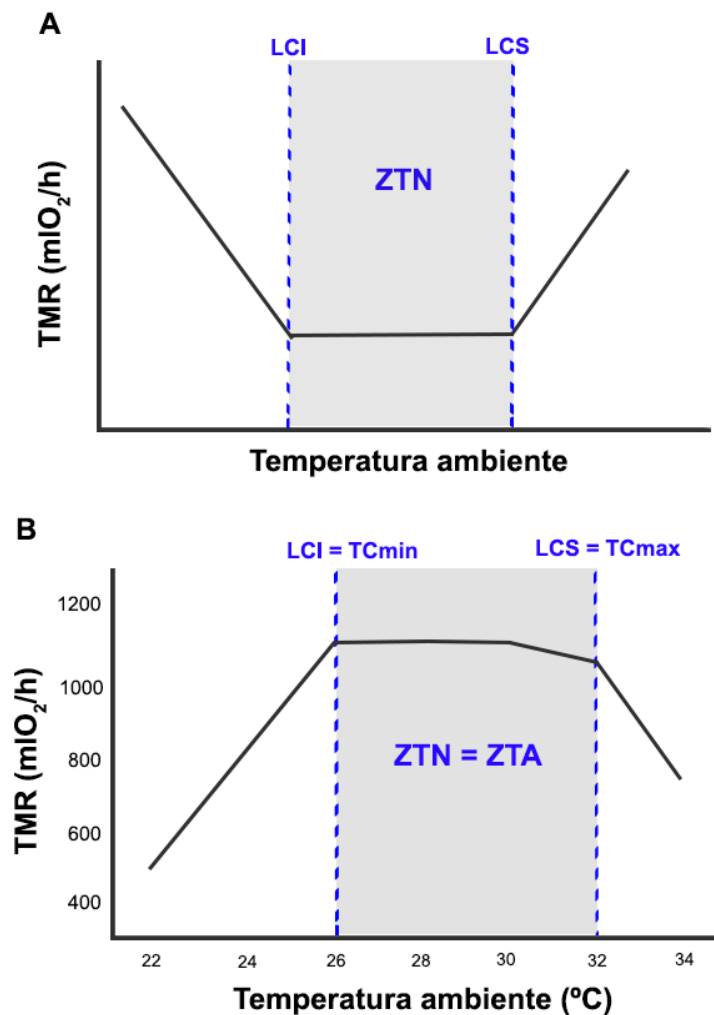 A
LCI LCS
ZTN
TMR (mlO₂/h)
Temperatura ambiente
B
LCI = TCmin LCS = TCmax
1200
1000
800
600
400
ZTN = ZTA
TMR (mlO₂/h)
22 24 26 28 30 32 34
Temperatura ambiente (ºC)